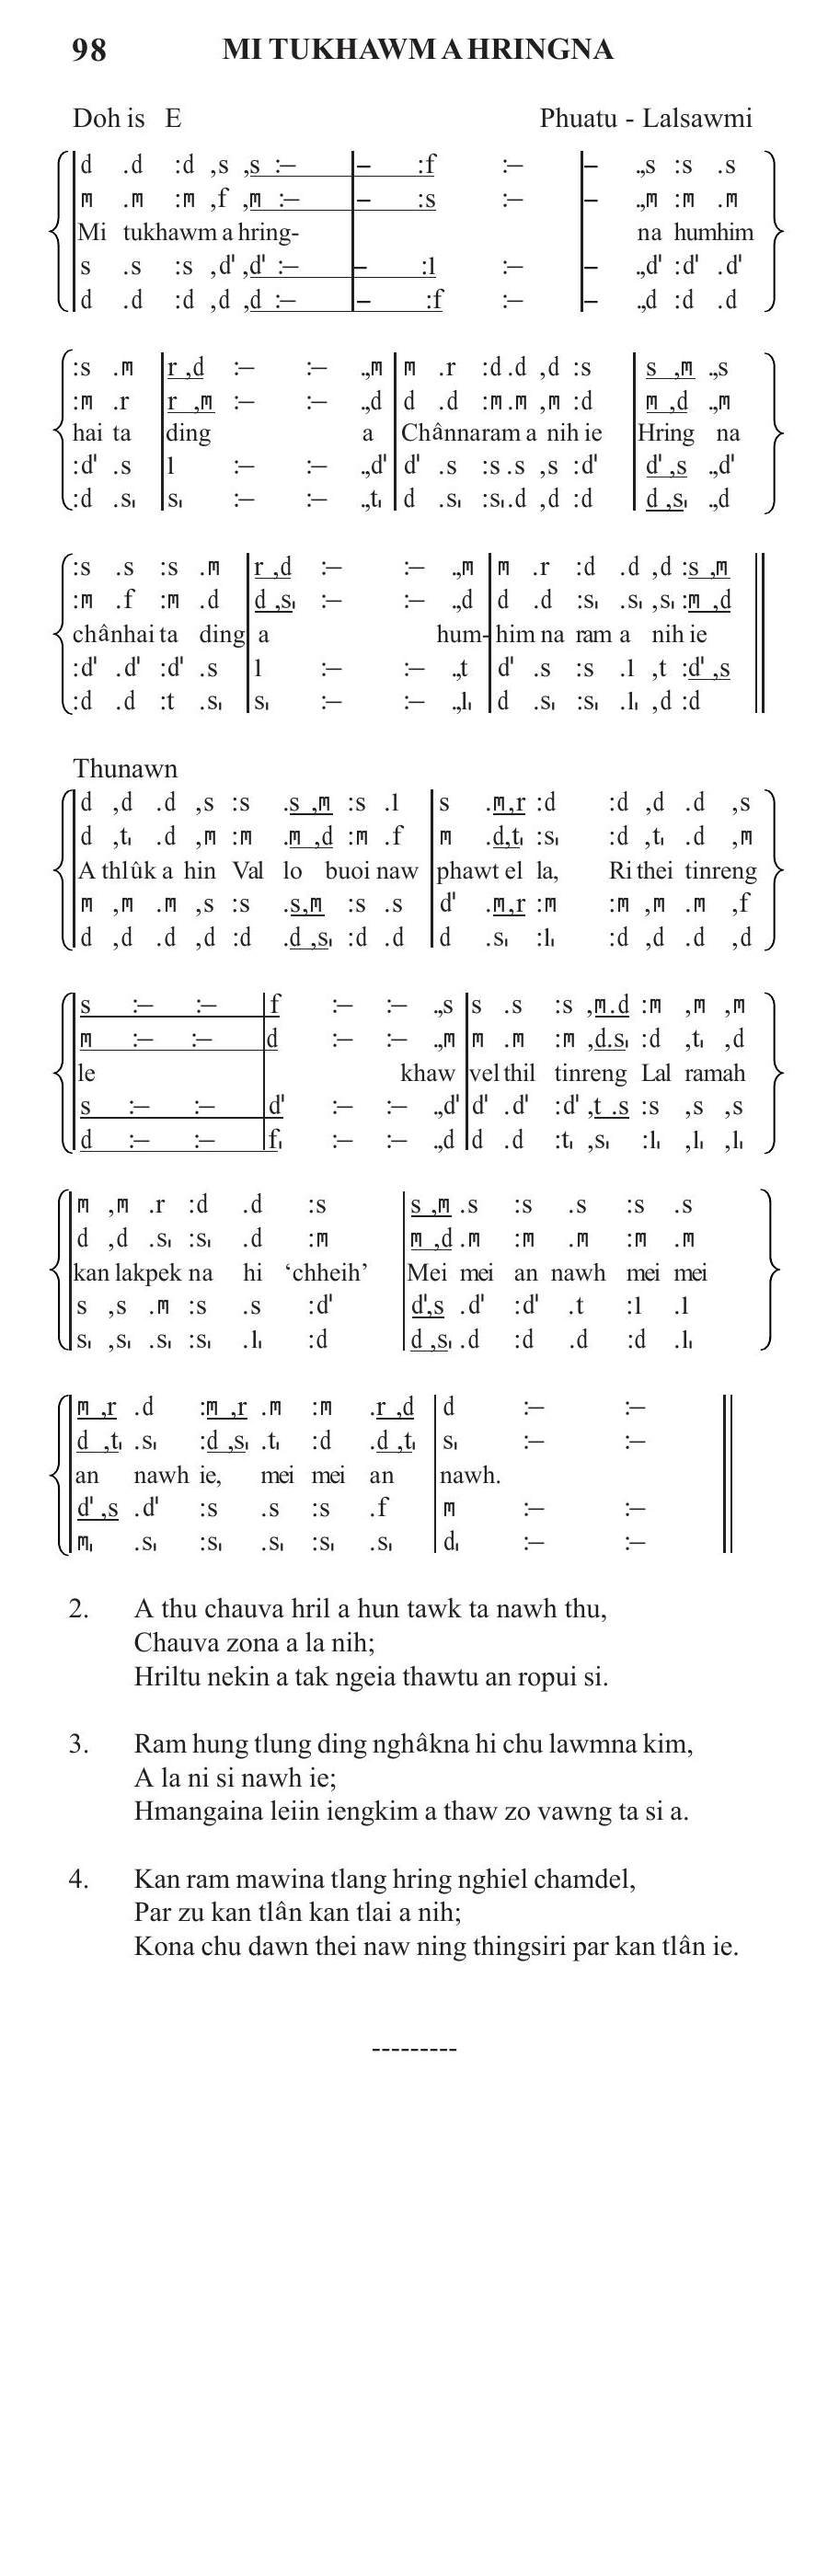 98 MI TUKHAWM A HRINGNA
Doh is E Phuatu - Lalsawmi
d .d :d ,s ,s :– – :f :– – .,s :s .s
m .m :m ,f ,m :– – :s :– – .,m :m .m
Mi tukhawm a hring- na humhim
s .s :s ,d' ,d' :– – :l :– – .,d' :d' .d'
d .d :d ,d ,d :– – :f :– – .,d :d .d
:s .m r ,d :– :– .,m m .r :d .d ,d :s s ,m .,s
:m .r r ,m :– :– .,d d .d :m .m ,m :d m ,d .,m
hai ta ding a Chânnaram a nih ie Hring na
:d' .s l :– :– .,d' d' .s :s .s ,s :d' d' ,s .,d'
:d .s, s, :– :– .,t, d .s, :s, .d ,d :d d ,s, .,d
:s .s :s .m r ,d :– :– .,m m .r :d .d ,d :s ,m
:m .f :m .d d ,s, :– :– .,d d .d :s, .s, ,s, :m ,d
chânhai ta ding a hum- him na ram a nih ie
:d' .d' :d' .s l :– :– .,t d' .s :s .l ,t :d' ,s
:d .d :t .s, s, :– :– .,l, d .s, :s, .l, ,d :d
Thunawn
d ,d .d ,s :s .s ,m :s .l s .m,r :d :d ,d .d ,s
d ,t, .d ,m :m .m ,d :m .f m .d,t, :s, :d ,t, .d ,m
A thlûk a hin Val lo buoi naw phawt el la, Ri thei tinreng
m ,m .m ,s :s .s,m :s .s d' .m,r :m :m ,m .m ,f
d ,d .d ,d :d .d ,s, :d .d d .s, :l, :d ,d .d ,d
s :– :– f :– :– .,s s .s :s ,m.d :m ,m ,m
m :– :– d :– :– .,m m .m :m ,d.s, :d ,t, ,d
le khaw vel thil tinreng Lal ramah
s :– :– d' :– :– .,d' d' .d' :d' ,t .s :s ,s ,s
d :– :– f, :– :– .,d d .d :t, ,s, :l, ,l, ,l,
m ,m .r :d .d :s s ,m .s :s .s :s .s
d ,d .s, :s, .d :m m ,d .m :m .m :m .m
kan lakpek na hi ‘chheih’ Mei mei an nawh mei mei
s ,s .m :s .s :d' d',s .d' :d' .t :l .l
s, ,s, .s, :s, .l, :d d ,s, .d :d .d :d .l,
m ,r .d :m ,r .m :m .r ,d d :– :–
d ,t, .s, :d ,s, .t, :d .d ,t, s, :– :–
an nawh ie, mei mei an nawh.
d' ,s .d' :s .s :s .f m :– :–
m, .s, :s, .s, :s, .s, d, :– :–
2. A thu chauva hril a hun tawk ta nawh thu,
Chauva zona a la nih;
Hriltu nekin a tak ngeia thawtu an ropui si.
3. Ram hung tlung ding nghâkna hi chu lawmna kim,
A la ni si nawh ie;
Hmangaina leiin iengkim a thaw zo vawng ta si a.
4. Kan ram mawina tlang hring nghiel chamdel,
Par zu kan tlân kan tlai a nih;
Kona chu dawn thei naw ning thingsiri par kan tlân ie.
---------